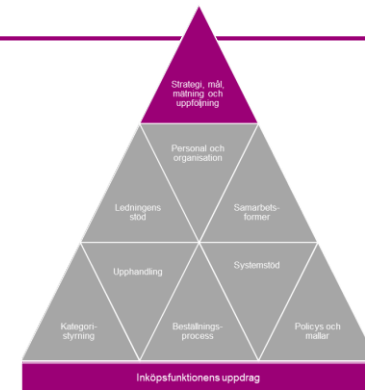 Strategi, mål,
mätning och
uppföljning
Personal och
organisation
Ledningens
stöd
Samarbets-
former
Upphandling
Systemstöd
Kategori-
styrning
Beställnings-
process
Policys och
mallar
Inköpsfunktionens uppdrag